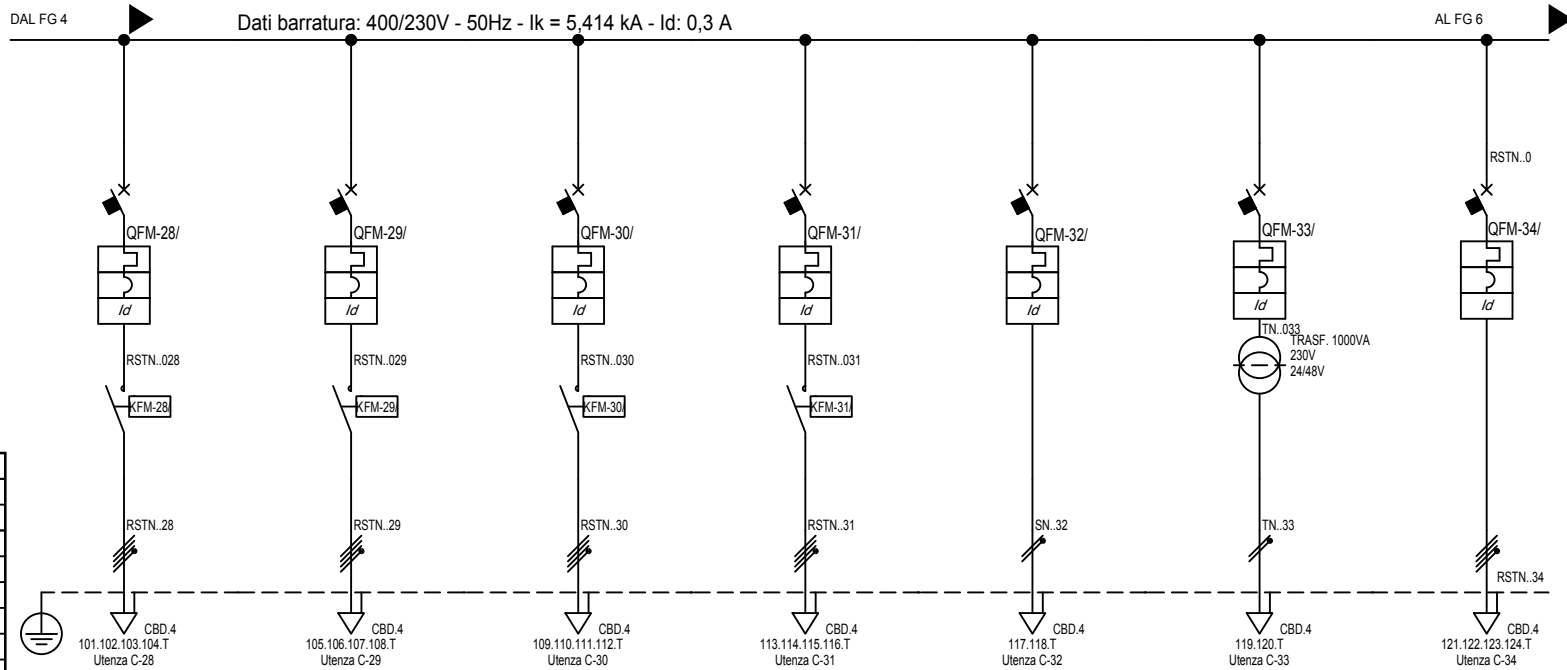 DAL FG 4
Dati barratura: 400/230V - 50Hz - Ik = 5,414 kA - Id: 0,3 A
AL FG 6
RSTN..0
QFM-28/
QFM-29/
QFM-30/
QFM-31/
QFM-32/
QFM-33/
QFM-34/
Id
Id
Id
Id
Id
Id
Id
RSTN..028
RSTN..029
RSTN..030
RSTN..031
TN..033
TRASF. 1000VA
230V
24/48V
KFM-28/
KFM-29/
KFM-30/
KFM-31/
RSTN..28
RSTN..29
RSTN..30
RSTN..31
SN..32
TN..33
RSTN..34
CBD.4
CBD.4
CBD.4
CBD.4
CBD.4
CBD.4
CBD.4
101.102.103.104.T
105.106.107.108.T
109.110.111.112.T
113.114.115.116.T
117.118.T
119.120.T
121.122.123.124.T
Utenza C-28
Utenza C-29
Utenza C-30
Utenza C-31
Utenza C-32
Utenza C-33
Utenza C-34